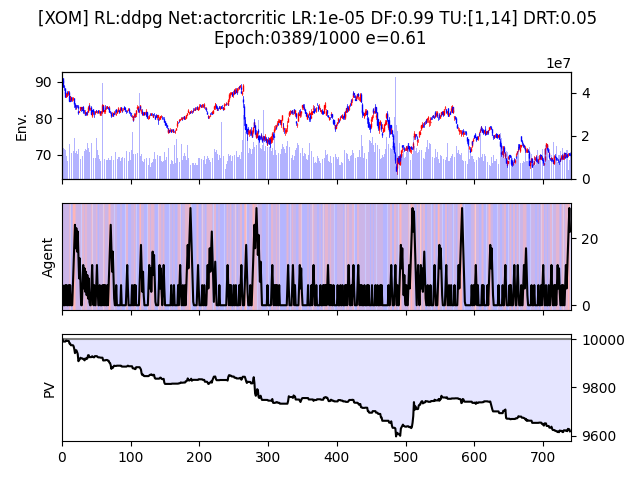 [XOM] RL:ddpg Net:actorcritic LR:1e-05 DF:0.99 TU:[1,14] DRT:0.05
Epoch:0389/1000 e=0.61
1e7
90
80
70
Env.
4
2
0
Agent
20
0
PV
10000
9800
9600
0 100 200 300 400 500 600 700